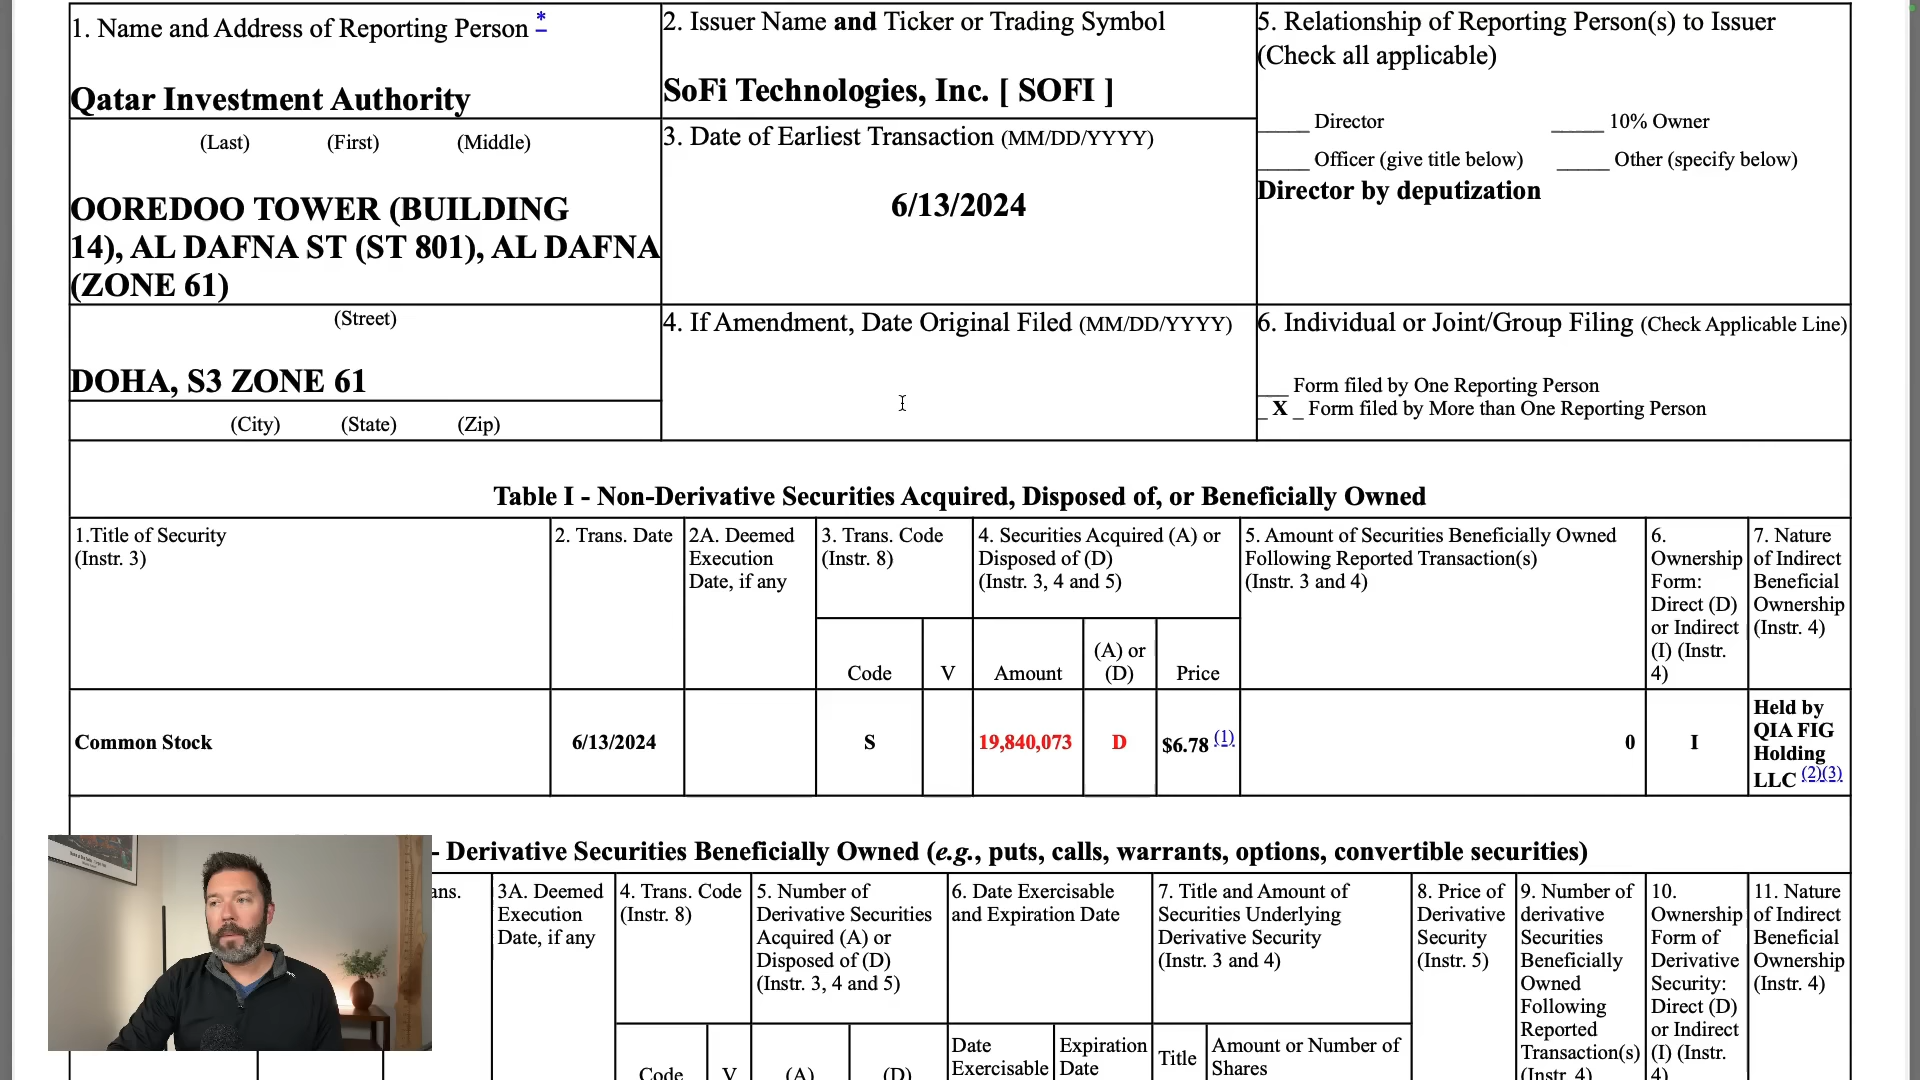 1. Name and Address of Reporting Person *
Qatar Investment Authority
(Last) (First) (Middle)
OOREDOO TOWER (BUILDING
14), AL DAFNA ST (ST 801), AL DAFNA
(ZONE 61)
(Street)
DOHA, S3 ZONE 61
(City) (State) (Zip)
2. Issuer Name and Ticker or Trading Symbol
SoFi Technologies, Inc. [ SOFI ]
3. Date of Earliest Transaction (MM/DD/YYYY)
6/13/2024
4. If Amendment, Date Original Filed (MM/DD/YYYY)
5. Relationship of Reporting Person(s) to Issuer
(Check all applicable)
_____ Director _____ 10% Owner
_____ Officer (give title below) _____ Other (specify below)
Director by deputization
6. Individual or Joint/Group Filing (Check Applicable Line)
___ Form filed by One Reporting Person
_ X _ Form filed by More than One Reporting Person
Table I - Non-Derivative Securities Acquired, Disposed of, or Beneficially Owned
1.Title of Security
(Instr. 3)
2. Trans. Date
2A. Deemed
Execution
Date, if any
3. Trans. Code
(Instr. 8)
4. Securities Acquired (A) or
Disposed of (D)
(Instr. 3, 4 and 5)
5. Amount of Securities Beneficially Owned
Following Reported Transaction(s)
(Instr. 3 and 4)
6.
Ownership
Form:
Direct (D)
or Indirect
(I) (Instr.
4)
7. Nature
of Indirect
Beneficial
Ownership
(Instr. 4)
Code V Amount (A) or
(D) Price
Common Stock 6/13/2024 S 19,840,073 D $6.78 (1) 0 I
Held by
QIA FIG
Holding
LLC (2)(3)
- Derivative Securities Beneficially Owned (e.g., puts, calls, warrants, options, convertible securities)
ans.
3A. Deemed
Execution
Date, if any
4. Trans. Code
(Instr. 8)
5. Number of
Derivative Securities
Acquired (A) or
Disposed of (D)
(Instr. 3, 4 and 5)
6. Date Exercisable
and Expiration Date
7. Title and Amount of
Securities Underlying
Derivative Security
(Instr. 3 and 4)
8. Price of
Derivative
Security
(Instr. 5)
9. Number of
derivative
Securities
Beneficially
Owned
Following
Reported
Transaction(s)
(Instr. 4)
10.
Ownership
Form of
Derivative
Security:
Direct (D)
or Indirect
(I) (Instr.
4)
11. Nature
of Indirect
Beneficial
Ownership
(Instr. 4)
Code V (A) (D)
Date
Exercisable
Expiration
Date
Title
Amount or Number of
Shares